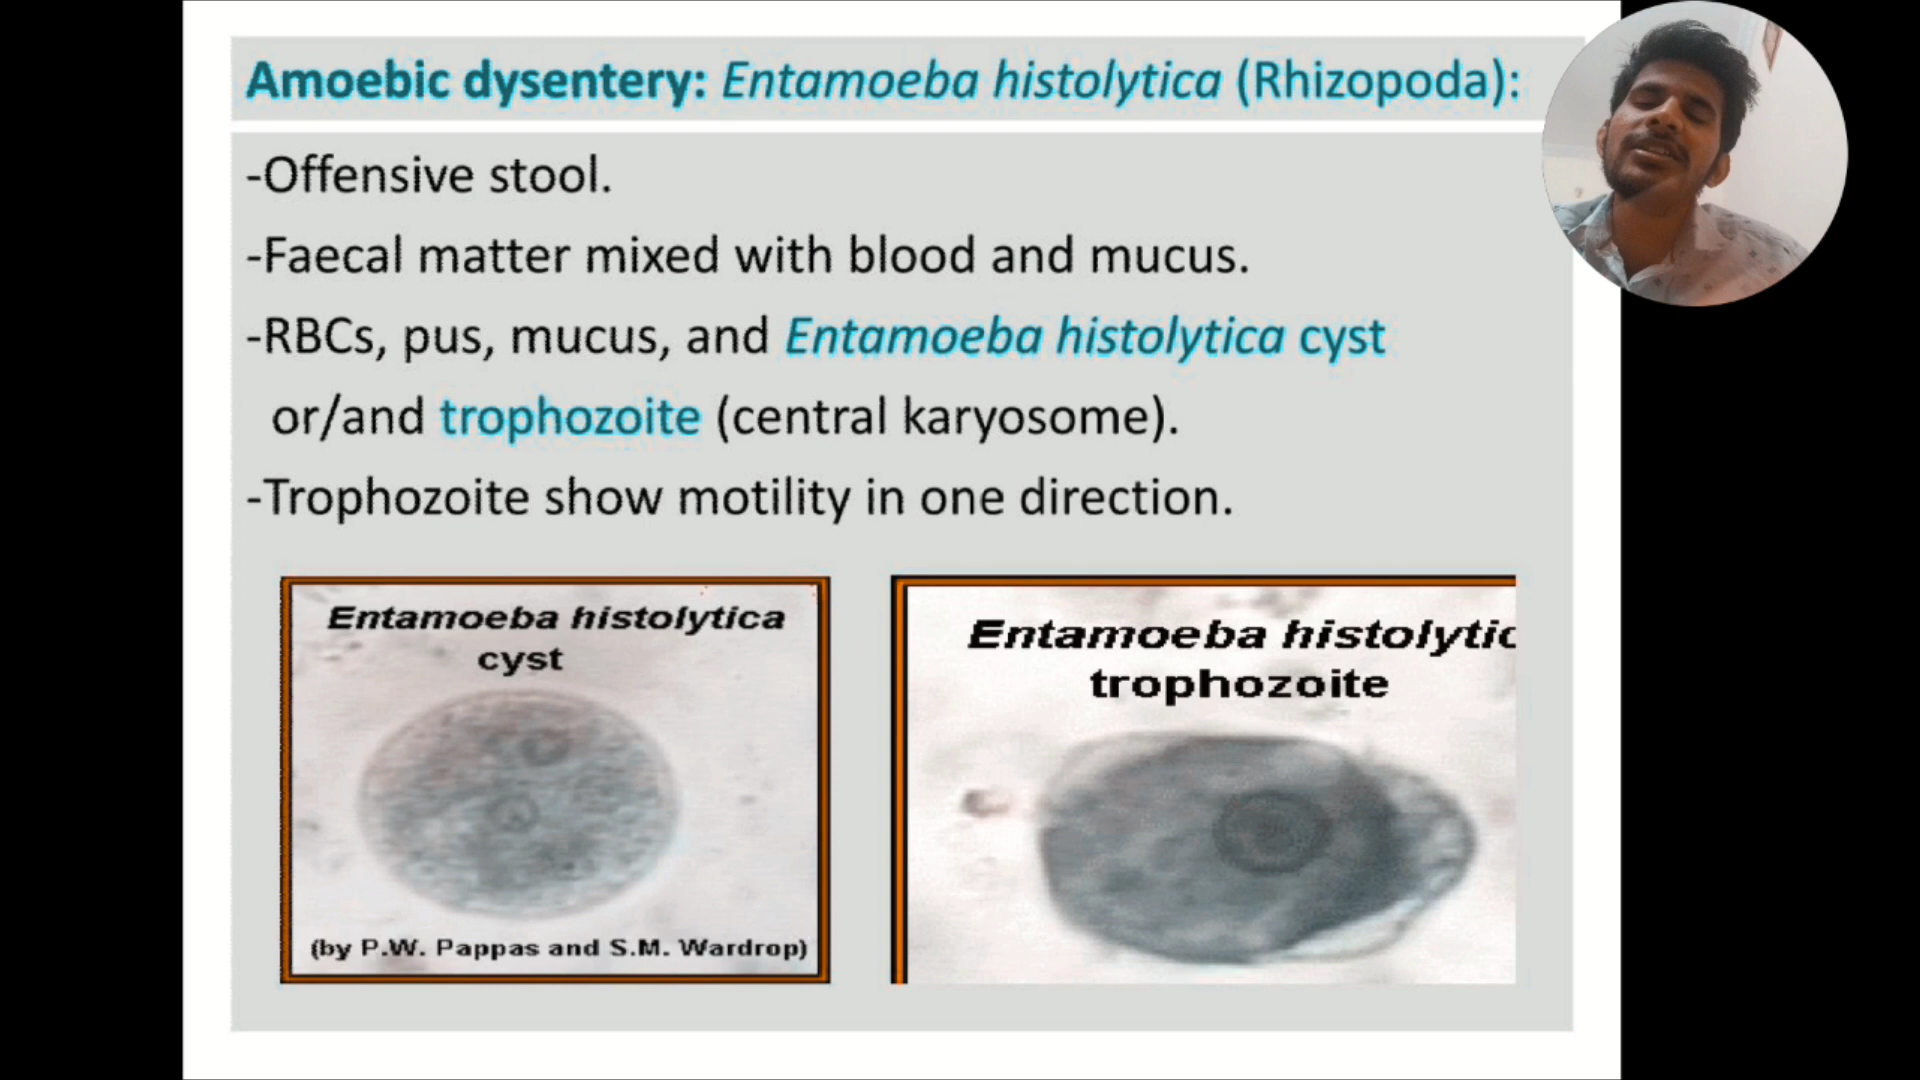 Amoebic dysentery: Entamoeba histolytica (Rhizopoda):
-Offensive stool.
-Faecal matter mixed with blood and mucus.
-RBCs, pus, mucus, and Entamoeba histolytica cyst
or/and trophozoite (central karyosome).
-Trophozoite show motility in one direction.
Entamoeba histolytica
cyst
(by P.W. Pappas and S.M. Wardrop)
Entamoeba histolytic
trophozoite